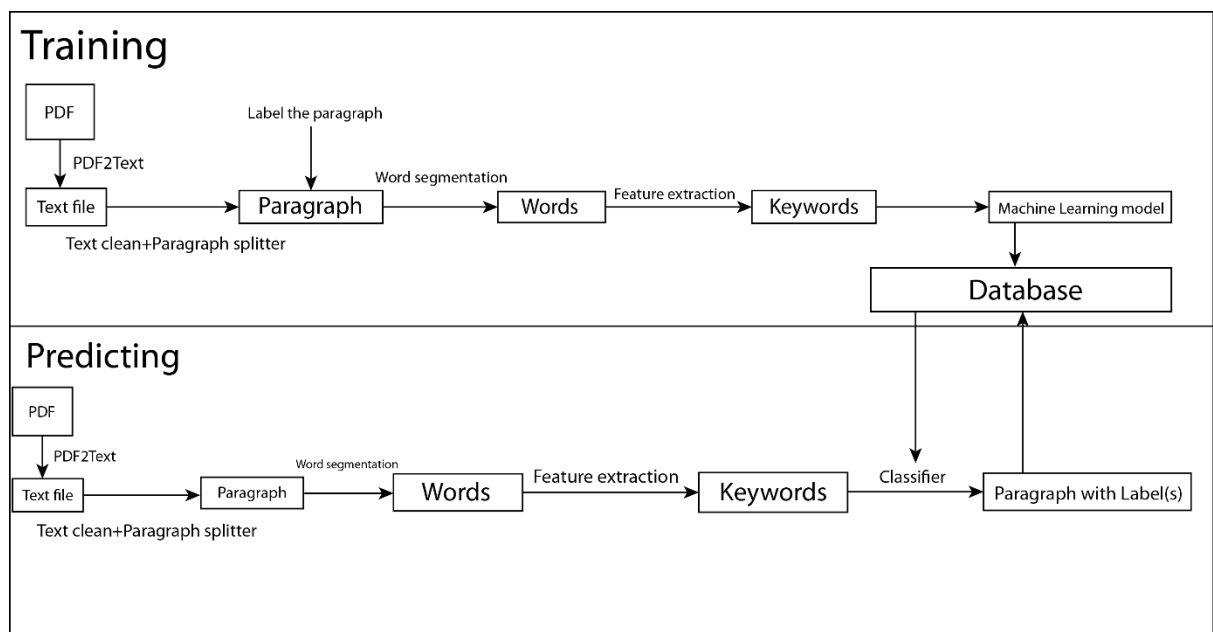 Training
PDF
Label the paragraph
PDF2Text
Word segmentation
Feature extraction
Text file
Paragraph
Words
Keywords
Machine Learning model
Text clean+Paragraph splitter
Database
Predicting
PDF
PDF2Text
Word segmentation
Feature extraction
Classifier
Text file
Paragraph
Words
Keywords
Paragraph with Label(s)
Text clean+Paragraph splitter